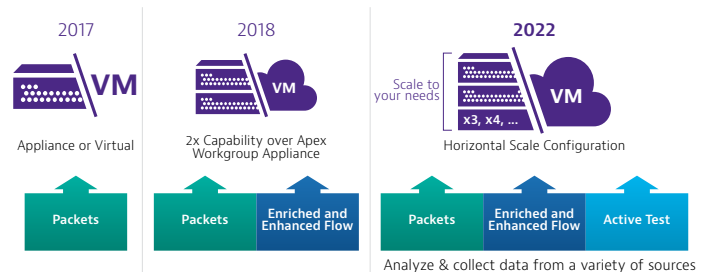 2017
VM
Appliance or Virtual
Packets
2018
VM
2x Capability over Apex
Workgroup Appliance
Packets
Enriched and
Enhanced Flow
2022
Scale to
your needs
x3, x4, ...
VM
Horizontal Scale Configuration
Packets
Enriched and
Enhanced Flow
Active Test
Analyze & collect data from a variety of sources